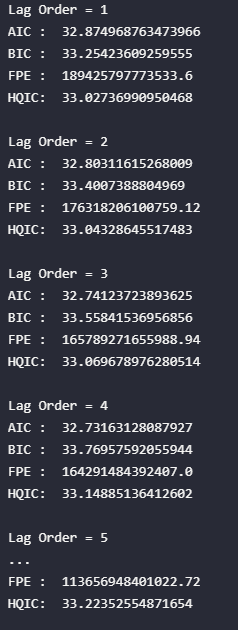 Lag Order = 1
AIC :  32.874968763473966
BIC :  33.25423609259555
FPE :  189425797773533.6
HQIC:  33.02736990950468
Lag Order = 2
AIC :  32.80311615268009
BIC :  33.4007388804969
FPE :  176318206100759.12
HQIC:  33.04328645517483
Lag Order = 3
AIC :  32.74123723893625
BIC :  33.55841536956856
FPE :  165789271655988.94
HQIC:  33.069678976280514
Lag Order = 4
AIC :  32.73163128087927
BIC :  33.76957592055944
FPE :  164291484392407.0
HQIC:  33.14885136412602
Lag Order = 5
...
FPE :  113656948401022.72
HQIC:  33.22352554871654